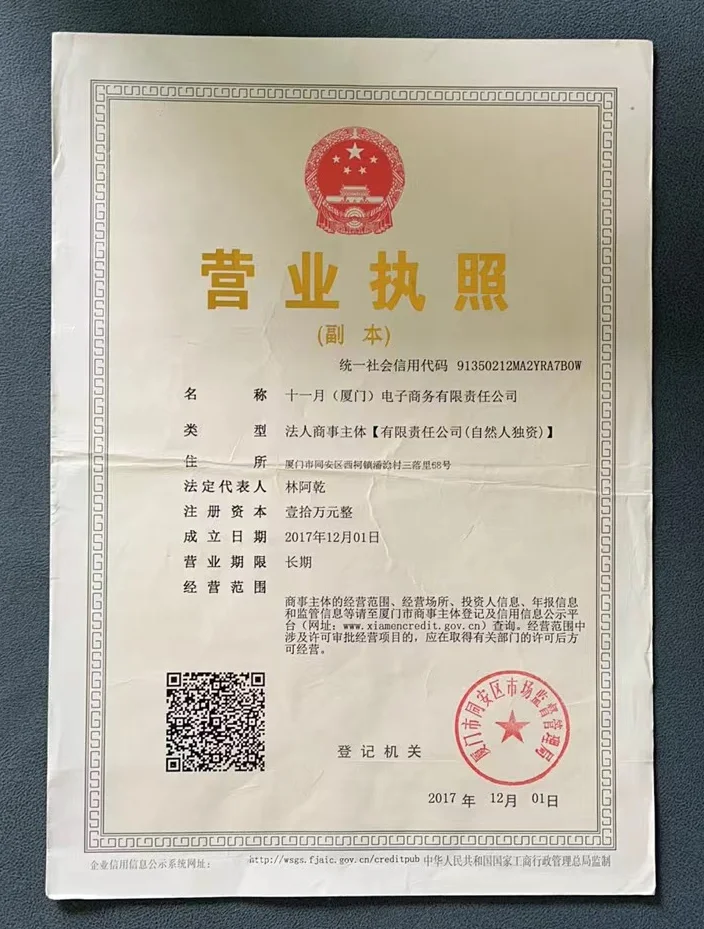 营业执照
(副 本)
统一社会信用代码 91350212MA2YRA7B0W
名 称 十一月（厦门）电子商务有限责任公司
类 型 法人商事主体【有限责任公司(自然人独资)】
住 所 厦门市同安区西柯镇潘涂村三落里68号
法定代表人 林阿乾
注册资本 壹拾万元整
成立日期 2017年12月01日
营业期限 长期
经营范围
商事主体的经营范围、经营场所、投资人信息、年报信息
和监管信息等请至厦门市商事主体登记及信用信息公示平
台（网址：www.xiamencredit.gov.cn）查询。经营范围中
涉及许可审批经营项目的，应在取得有关部门的许可后方
可经营。
厦门市同安区市场监督管理局
登记机关
2017 年 12月 01日
企业信用信息公示系统网址： http://wsgs.fjaic.gov.cn/creditpub 中华人民共和国国家工商行政管理总局监制